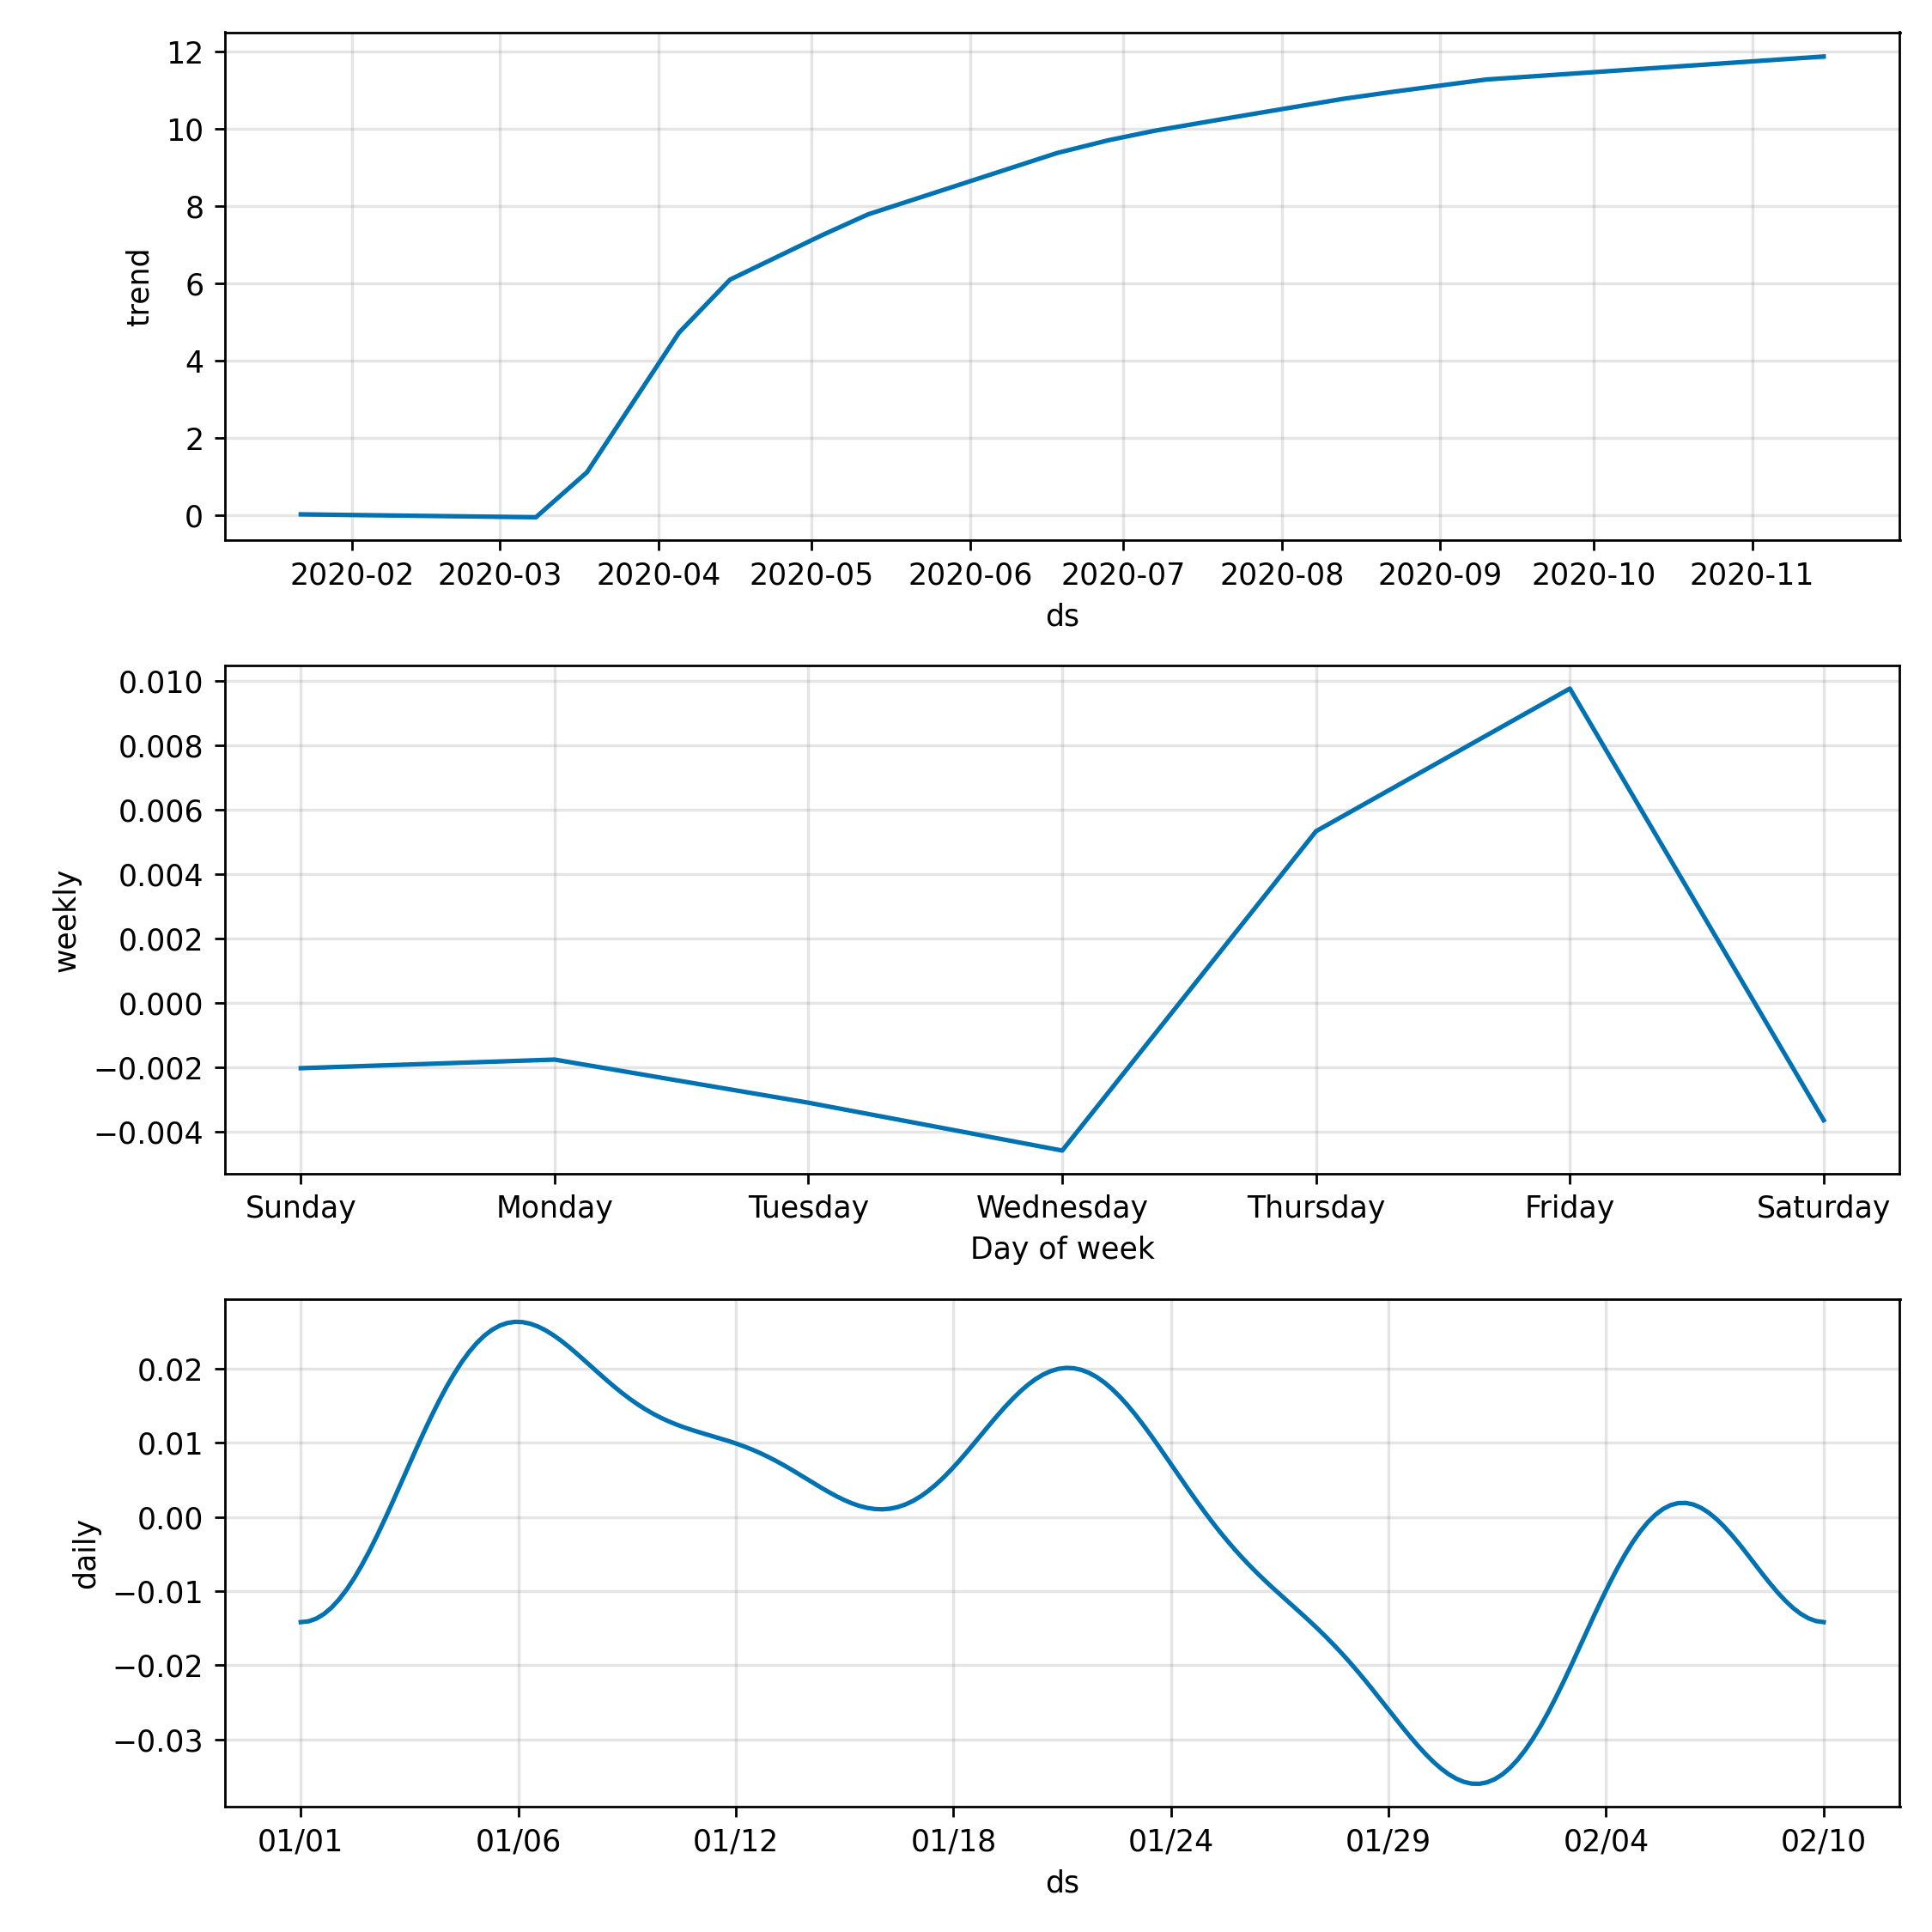 12
10
8
6
4
2
0
trend
2020-02 2020-03 2020-04 2020-05 2020-06 2020-07 2020-08 2020-09 2020-10 2020-11
ds
0.010
0.008
0.006
0.004
0.002
0.000
−0.002
−0.004
weekly
Sunday Monday Tuesday Wednesday Thursday Friday Saturday
Day of week
0.02
0.01
0.00
−0.01
−0.02
−0.03
daily
01/01 01/06 01/12 01/18 01/24 01/29 02/04 02/10
ds